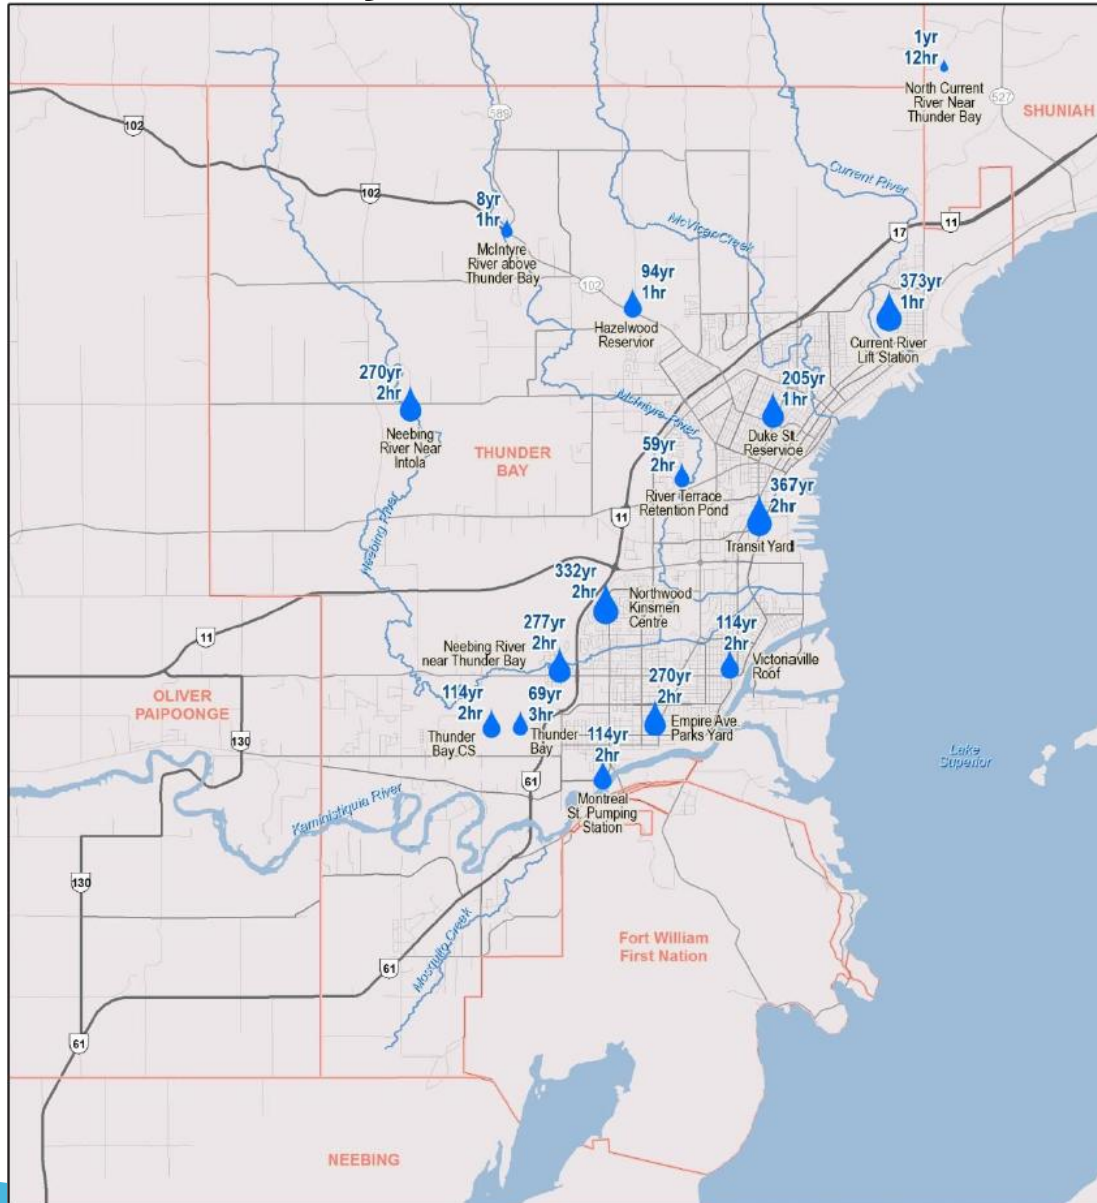 1yr
12hr
North Current
River Near
Thunder Bay
527
SHUNIAH
102
589
102
8yr
1hr
McIntyre
River above
Thunder Bay
McVicar Creek
Current River
17
11
102
94yr
1hr
Hazelwood
Reservior
373yr
1hr
Current River
Lift Station
270yr
2hr
Neebing
River Near
Intola
205yr
1hr
Duke St.
Reservice
McIntyre River
THUNDER
BAY
59yr
2hr
River Terrace
Retention Pond
367yr
2hr
Transit Yard
11
Neebing River
332yr
2hr
Northwood
Kinsmen
Centre
11
277yr
2hr
Neebing River
near Thunder Bay
114yr
2hr
Victoriaville
Roof
OLIVER
PAIPOONGE
114yr
2hr
Thunder
Bay CS
69yr
3hr
Thunder
Bay
270yr
2hr
Empire Ave
Parks Yard
130
114yr
2hr
Montreal
St. Pumping
Station
61
Lake
Superior
Kaministiquia River
130
Mosquito Creek
Fort William
First Nation
61
61
NEEBING